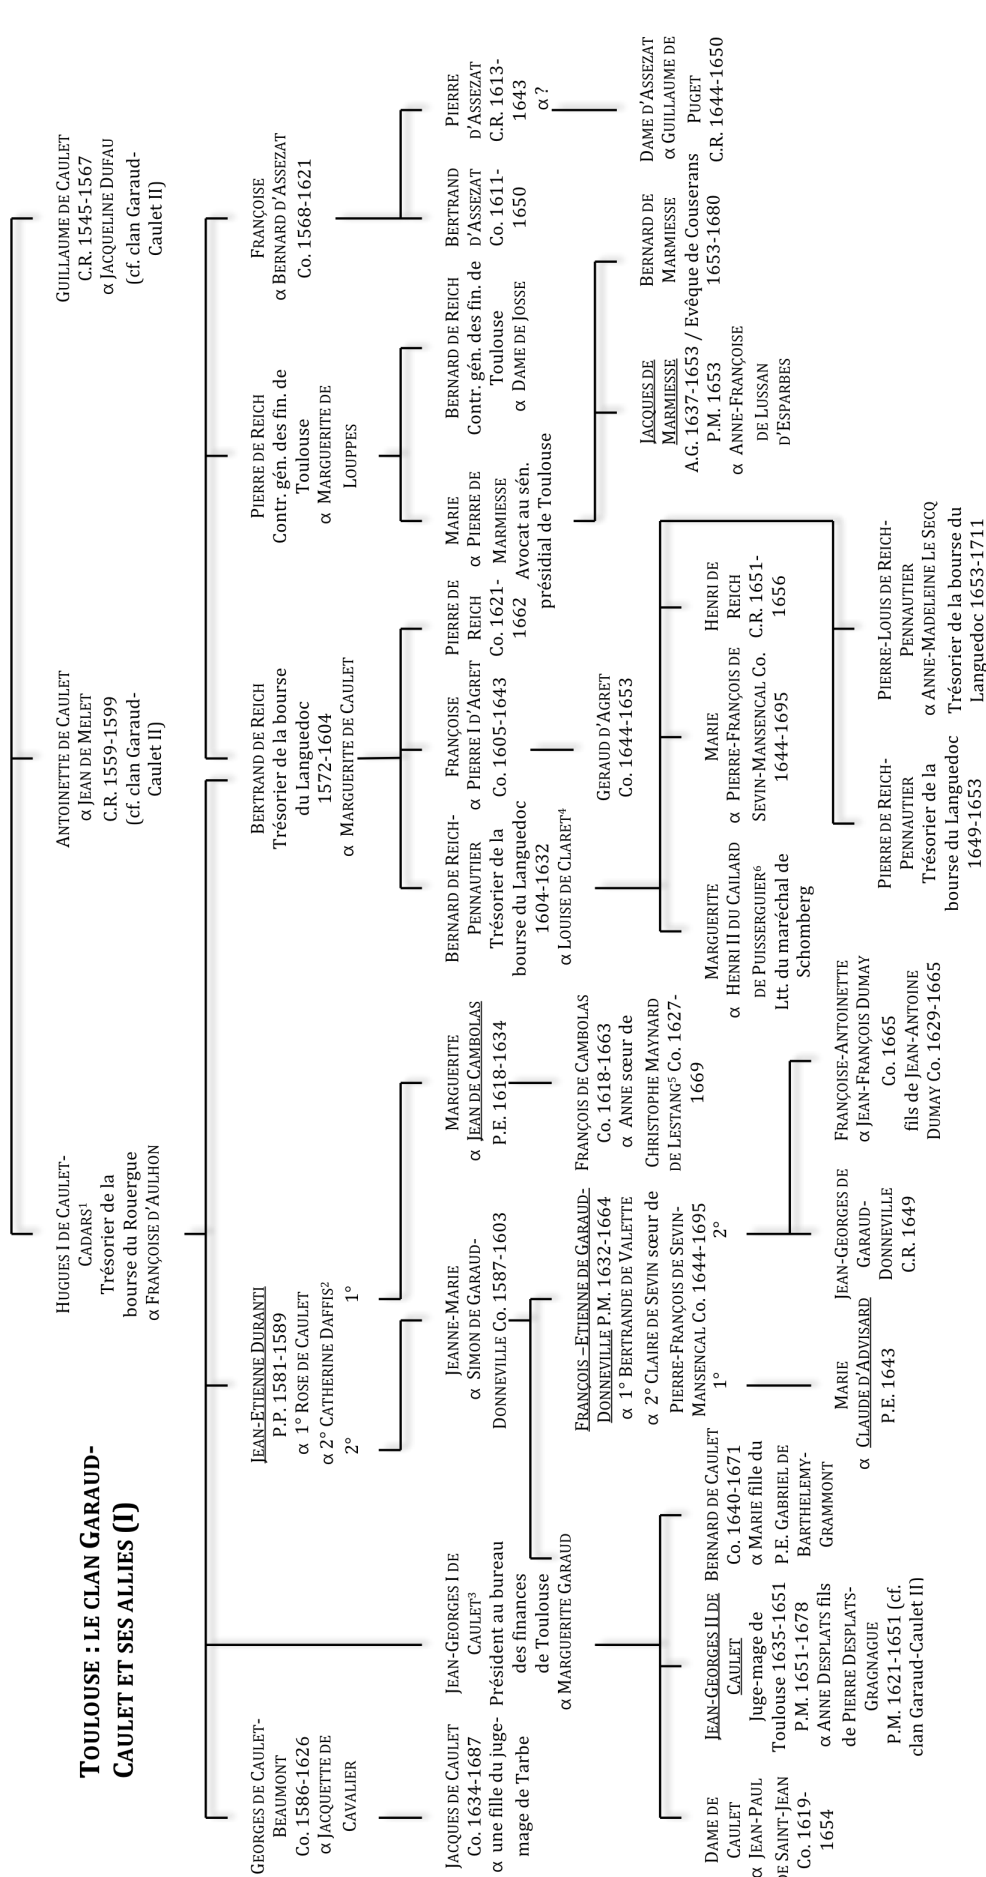 TOULOUSE : LE CLAN GARAUD-
CAULET ET SES ALLIES (I)
HUGUES I DE CAULET-
CADARS¹
Trésorier de la
bourse du Rouergue
α FRANÇOISE D'AULHON
ANTOINETTE DE CAULET
α JEAN DE MELET
C.R. 1559-1599
(cf. clan Garaud-
Caulet II)
GUILLAUME DE CAULET
C.R. 1545-1567
α JACQUELINE DUFAU
(cf. clan Garaud-
Caulet II)
GEORGES DE CAULET-
BEAUMONT
Co. 1586-1626
α JACQUETTE DE
CAVALIER
JEAN-ETIENNE DURANTI
P.P. 1581-1589
α 1° ROSE DE CAULET
α 2° CATHERINE DAFFIS²
2° 1°
BERTRAND DE REICH
Trésorier de la bourse
du Languedoc
1572-1604
α MARGUERITE DE CAULET
PIERRE DE REICH
Contr. gén. des fin. de
Toulouse
α MARGUERITE DE
LOUPPES
FRANÇOISE
α BERNARD D'ASSEZAT
Co. 1568-1621
JACQUES DE CAULET
Co. 1634-1687
α une fille du juge-
mage de Tarbe
JEAN-GEORGES I DE
CAULET³
Président au bureau
des finances
de Toulouse
α MARGUERITE GARAUD
JEANNE-MARIE
α SIMON DE GARAUD-
DONNEVILLE Co. 1587-1603
MARGUERITE
α JEAN DE CAMBOLAS
P.E. 1618-1634
BERNARD DE REICH-
PENNAUTIER
Trésorier de la
bourse du Languedoc
1604-1632
α LOUISE DE CLARET⁴
FRANÇOISE
α PIERRE I D'AGRET
Co. 1605-1643
PIERRE DE
REICH
Co. 1621-
1662
MARIE
α PIERRE DE
MARMIESSE
Avocat au sén.
présidial de Toulouse
BERNARD DE REICH
Contr. gén. des fin. de
Toulouse
α DAME DE JOSSE
BERTRAND
D'ASSEZAT
Co. 1611-
1650
PIERRE
D'ASSEZAT
C.R. 1613-
1643
α ?
FRANÇOIS –ETIENNE DE GARAUD-
DONNEVILLE P.M. 1632-1664
α 1° BERTRANDE DE VALETTE
α 2° CLAIRE DE SEVIN sœur de
PIERRE-FRANÇOIS DE SEVIN-
MANSENCAL Co. 1644-1695
1° 2°
FRANÇOIS DE CAMBOLAS
Co. 1618-1663
α ANNE sœur de
CHRISTOPHE MAYNARD
DE LESTANG⁵ Co. 1627-
1669
GERAUD D'AGRET
Co. 1644-1653
JACQUES DE
MARMIESSE
A.G. 1637-1653 /
P.M. 1653
α ANNE-FRANÇOISE
DE LUSSAN
D'ESPARBES
BERNARD DE
MARMIESSE
Evêque de Couserans
1653-1680
DAME D'ASSEZAT
α GUILLAUME DE
PUGET
C.R. 1644-1650
DAME DE
CAULET
α JEAN-PAUL
DE SAINT-JEAN
Co. 1619-
1654
JEAN-GEORGES II DE
CAULET
Juge-mage de
Toulouse 1635-1651
P.M. 1651-1678
α ANNE DESPLATS fils
de PIERRE DESPLATS-
GRAGNAGUE
P.M. 1621-1651 (cf.
clan Garaud-Caulet II)
BERNARD DE CAULET
Co. 1640-1671
α MARIE fille du
P.E. GABRIEL DE
BARTHELEMY-
GRAMMONT
MARGUERITE
α HENRI II DU CAILARD
DE PUISSERGUIER⁶
Ltt. du maréchal de
Schomberg
MARIE
α PIERRE-FRANÇOIS DE
SEVIN-MANSENCAL Co.
1644-1695
HENRI DE
REICH
C.R. 1651-
1656
MARIE
α CLAUDE D'ADVISARD
P.E. 1643
JEAN-GEORGES DE
GARAUD-
DONNEVILLE
C.R. 1649
FRANÇOISE-ANTOINETTE
α JEAN-FRANÇOIS DUMAY
Co. 1665
fils de JEAN-ANTOINE
DUMAY Co. 1629-1665
PIERRE DE REICH-
PENNAUTIER
Trésorier de la
bourse du Languedoc
1649-1653
PIERRE-LOUIS DE REICH-
PENNAUTIER
α ANNE-MADELEINE LE SECQ
Trésorier de la bourse du
Languedoc 1653-1711